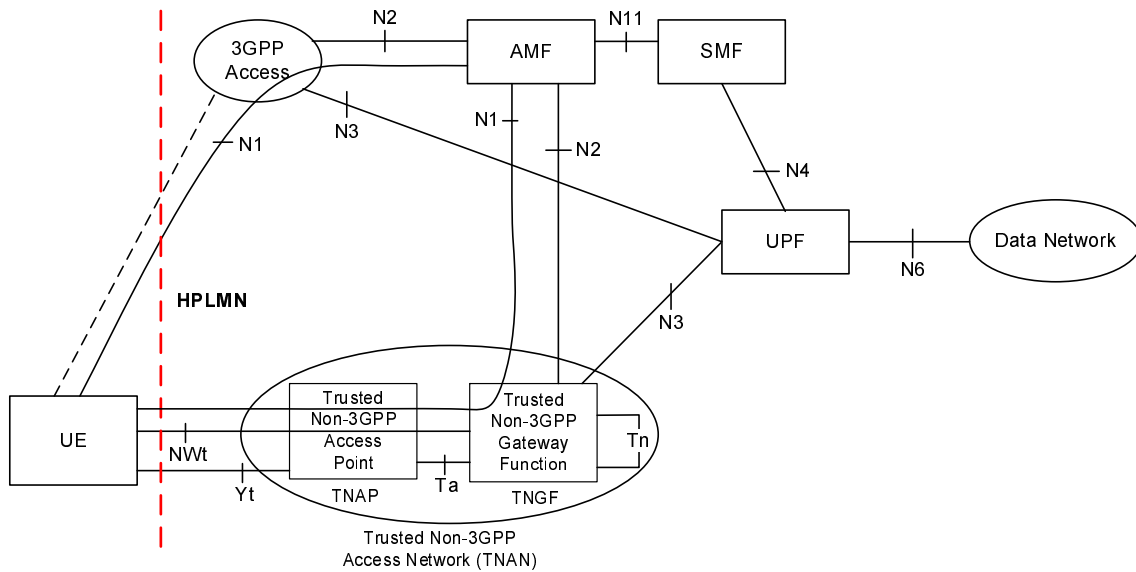 N2
N11
3GPP
Access
AMF
SMF
N1
N3
N1
N2
N4
UPF
Data Network
N6
HPLMN
N3
UE
Trusted
Non-3GPP
Access
Point
Trusted
Non-3GPP
Gateway
Function
Tn
NWt
Yt
Ta
TNAP
TNGF
Trusted Non-3GPP
Access Network (TNAN)